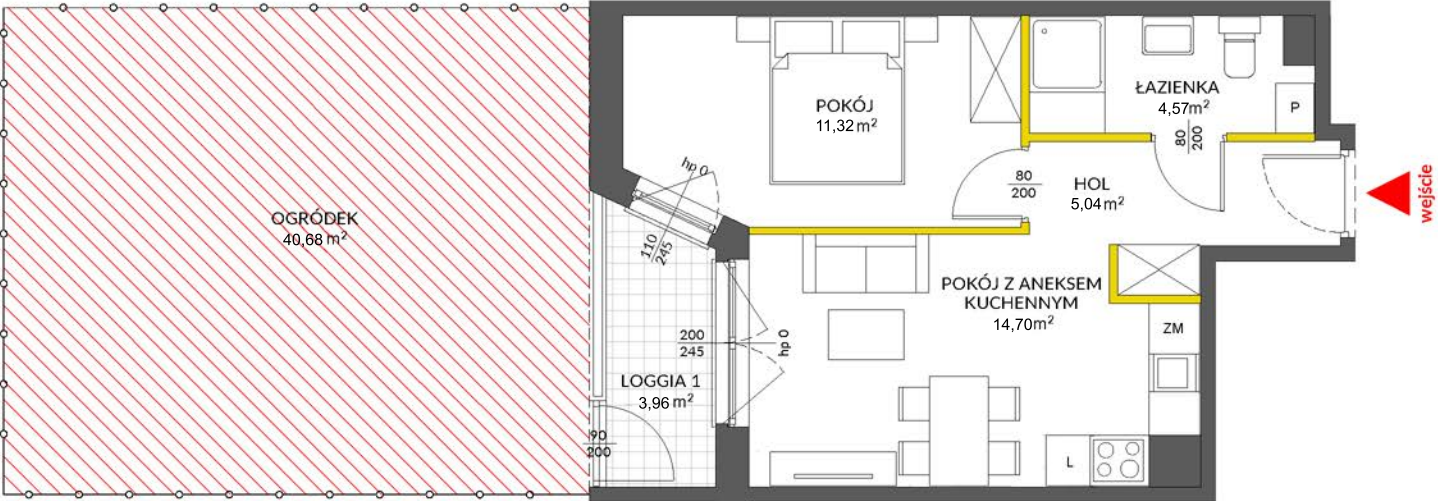 OGRÓDEK
40,68 m²
POKÓJ
11,32 m²
ŁAZIENKA
4,57m²
P
80
200
HOL
5,04 m²
80
200
wejście
hp 0
110
245
POKÓJ Z ANEKSEM
KUCHENNYM
14,70m²
ZM
L
200
245
hp 0
LOGGIA 1
3,96 m²
90
200